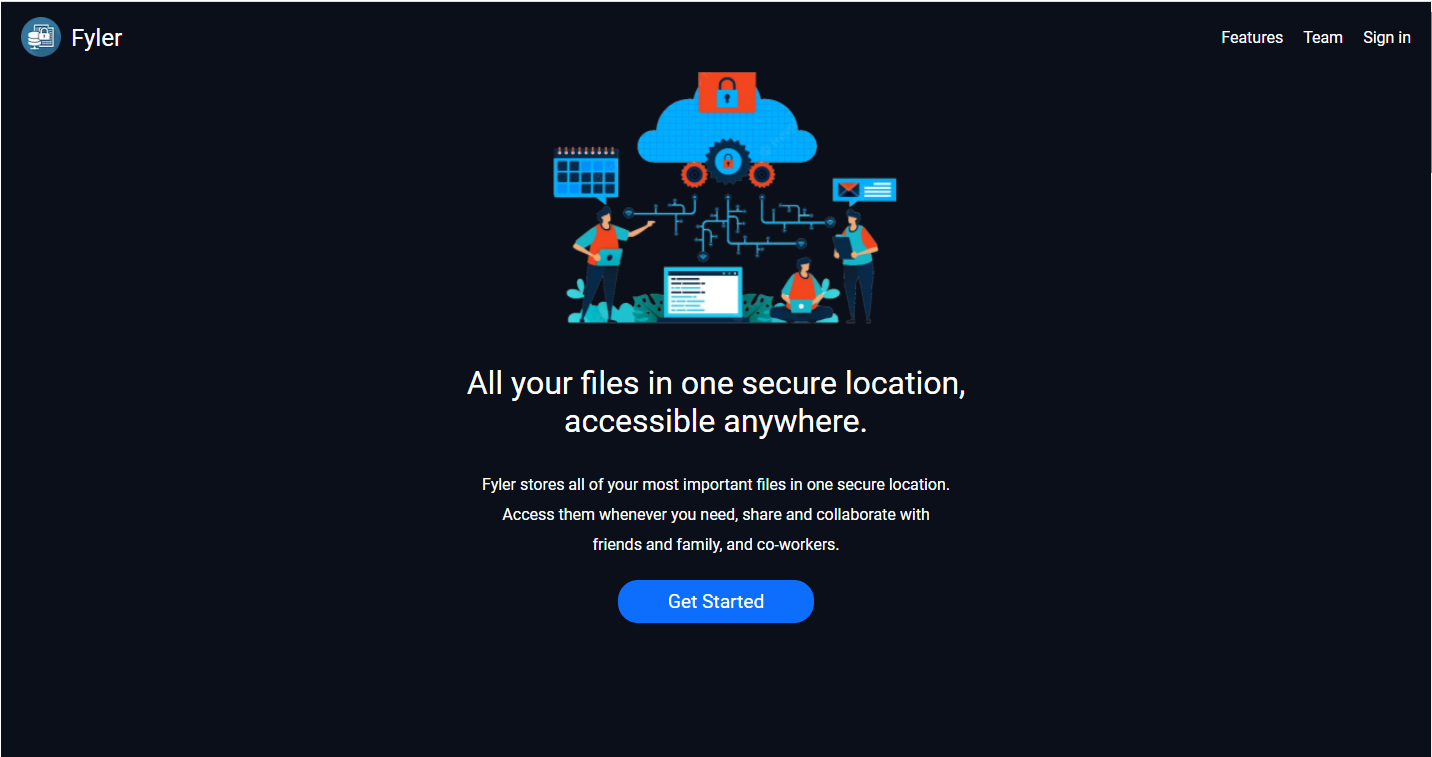 Fyler
Features Team Sign in
All your files in one secure location,
accessible anywhere.
Fyler stores all of your most important files in one secure location.
Access them whenever you need, share and collaborate with
friends and family, and co-workers.
Get Started